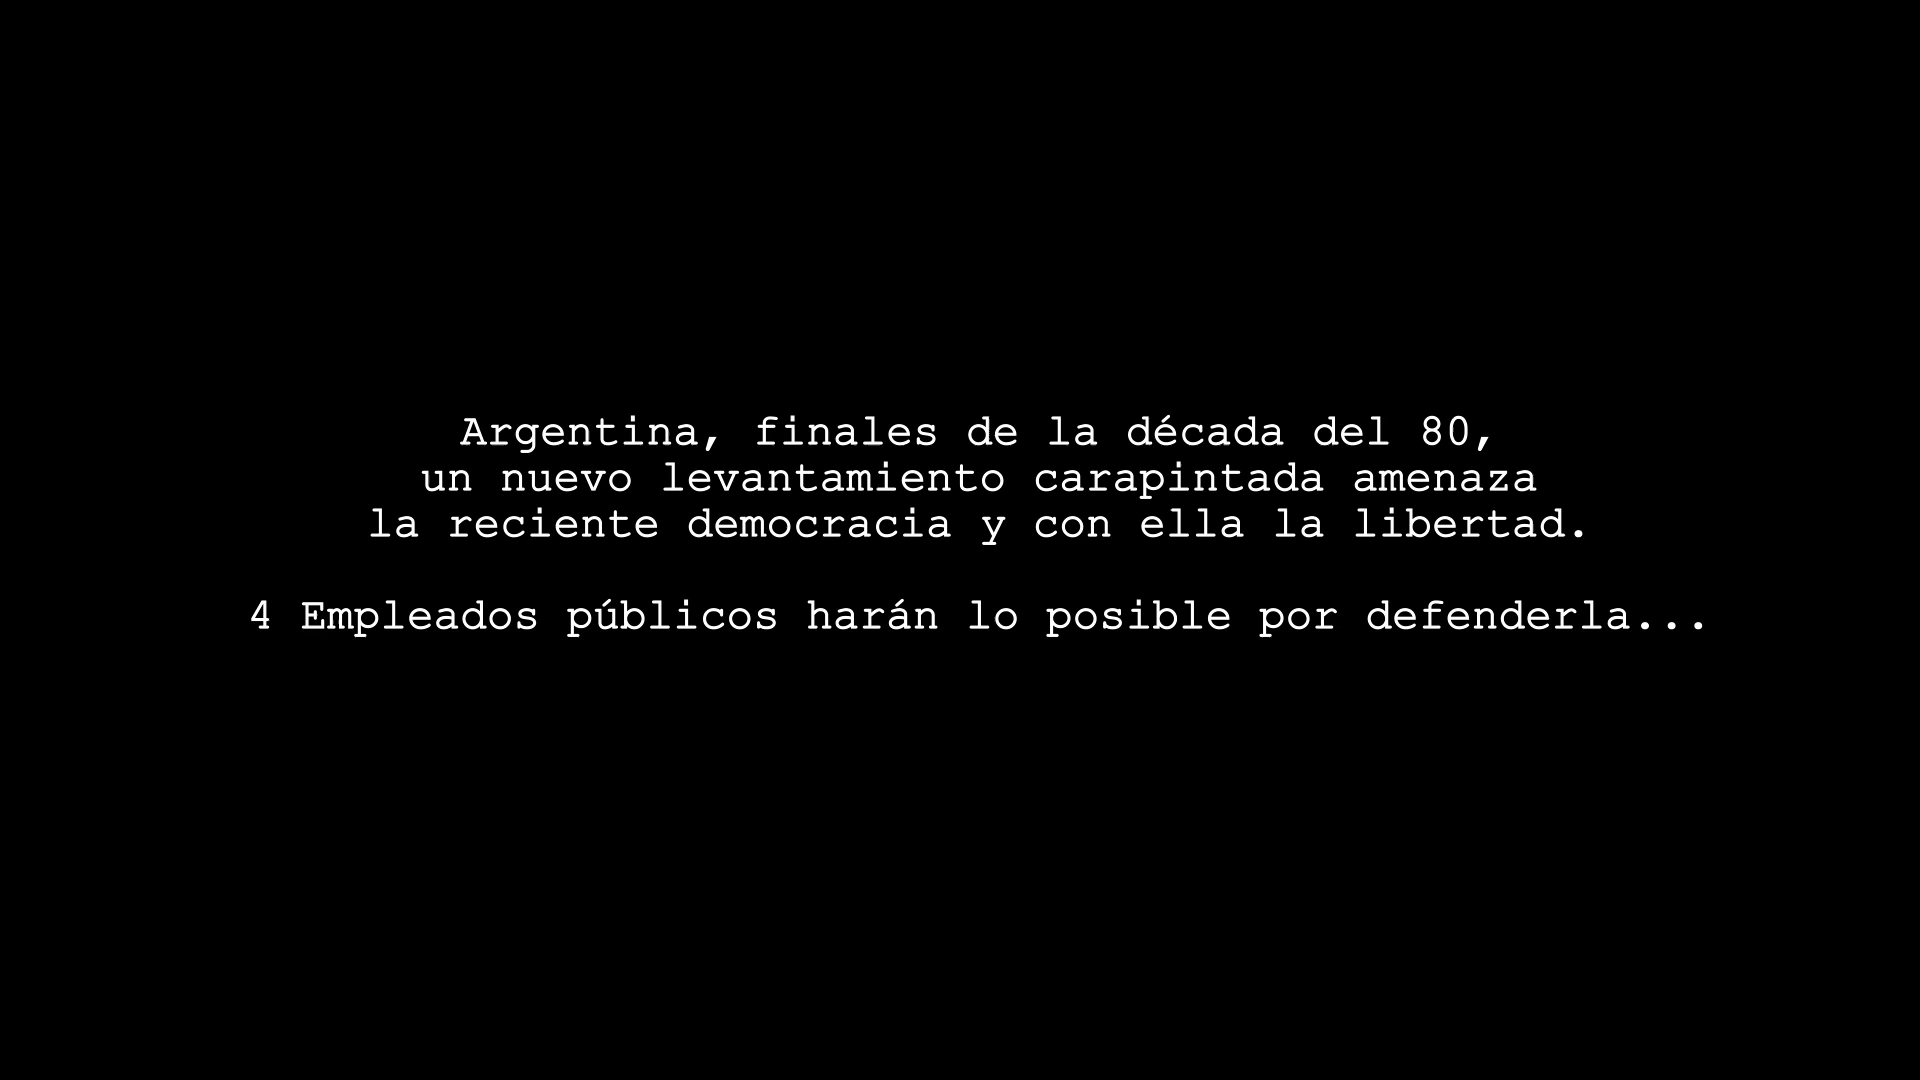 Argentina, finales de la década del 80,
un nuevo levantamiento carapintada amenaza
la reciente democracia y con ella la libertad.
4 Empleados públicos harán lo posible por defenderla...